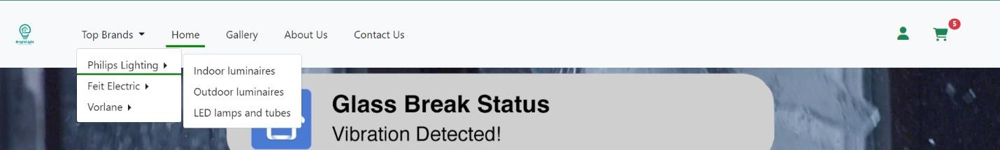 BrightLight
Top Brands
Home
Gallery
About Us
Contact Us
5
Philips Lighting
Feit Electric
Vorlane
Indoor luminaires
Outdoor luminaires
LED lamps and tubes
Glass Break Status
Vibration Detected!